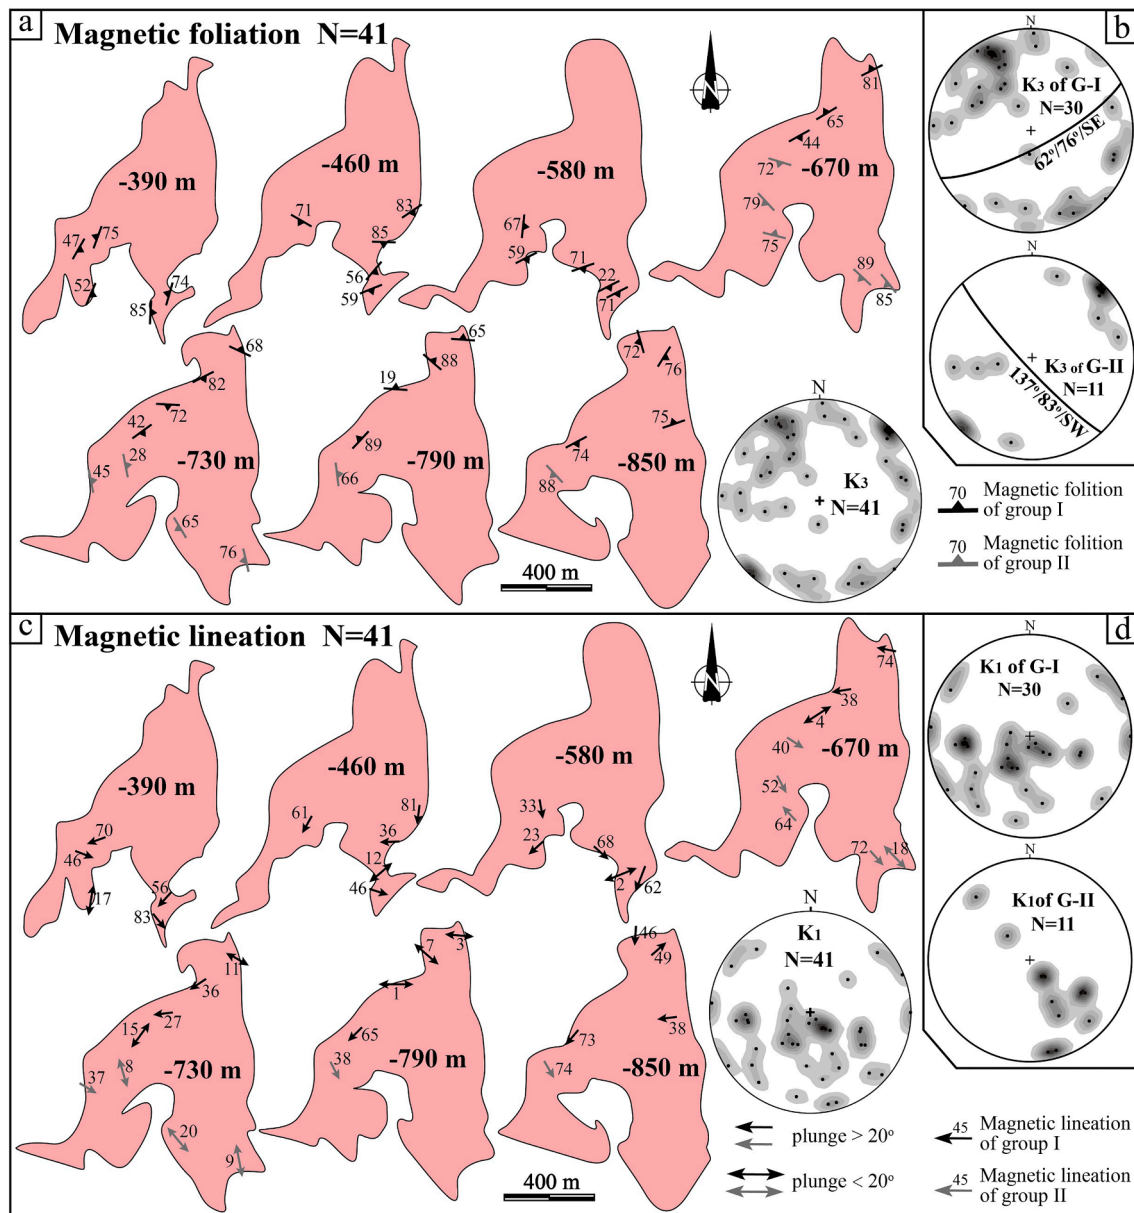 a
Magnetic foliation N=41
-390 m
47
75
52
74
85
-460 m
71
83
85
56
59
-580 m
67
59
71
22
71
N
-670 m
81
65
44
72
79
75
89
85
-730 m
68
82
72
42
28
45
65
76
-790 m
65
88
19
89
66
-850 m
72
76
75
74
88
400 m
N
K3
N=41
b
N
K3 of G-I
N=30
62º/76º/SE
N
K3 of G-II
N=11
137º/83º/SW
70
Magnetic folition
of group I
70
Magnetic folition
of group II
c
Magnetic lineation N=41
-390 m
70
46
17
56
83
-460 m
61
81
36
12
46
-580 m
33
23
68
2
62
N
-670 m
74
38
4
40
52
64
72
18
-730 m
11
36
27
15
8
37
20
9
-790 m
3
7
1
65
38
-850 m
46
49
38
73
74
400 m
N
K1
N=41
d
N
K1 of G-I
N=30
N
K1of G-II
N=11
plunge > 20º
plunge < 20º
45
Magnetic lineation
of group I
45
Magnetic lineation
of group II